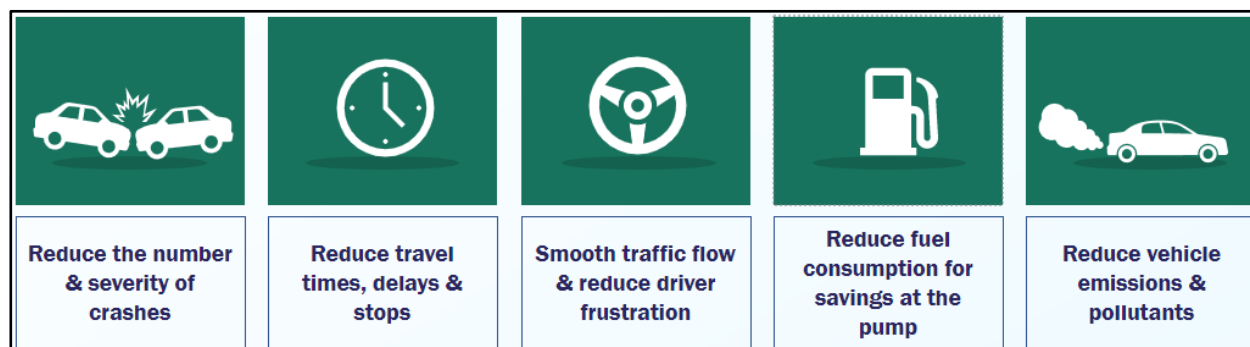 Reduce the number
& severity of
crashes
Reduce travel
times, delays &
stops
Smooth traffic flow
& reduce driver
frustration
Reduce fuel
consumption for
savings at the
pump
Reduce vehicle
emissions &
pollutants